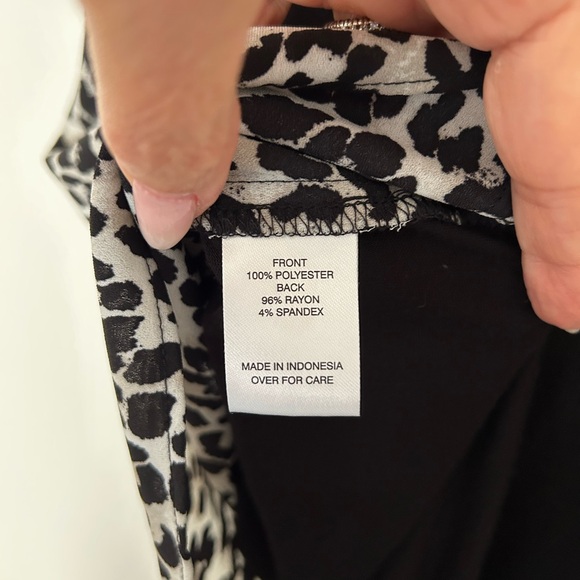 FRONT
100% POLYESTER
BACK
96% RAYON
4% SPANDEX
MADE IN INDONESIA
OVER FOR CARE